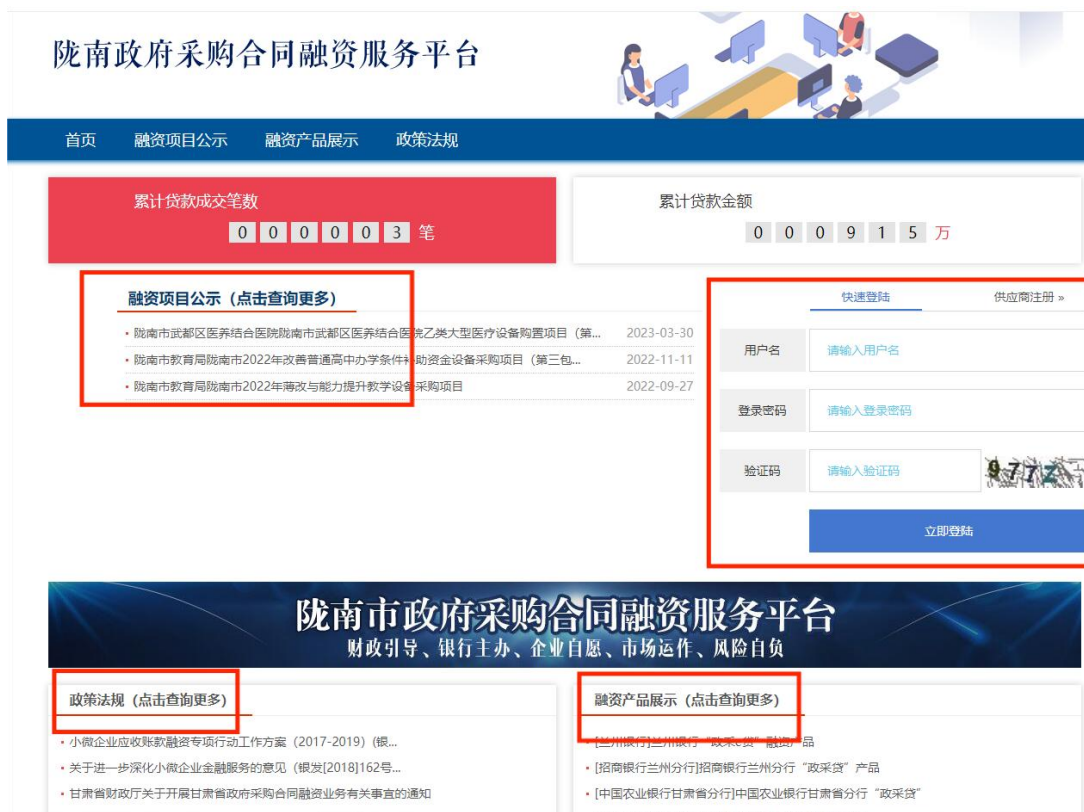 陇南政府采购合同融资服务平台
首页 融资项目公示 融资产品展示 政策法规
累计贷款成交笔数
0 0 0 0 0 3 笔
累计贷款金额
0 0 0 9 1 5 万
融资项目公示（点击查询更多）
• 陇南市武都区医养结合医院陇南市武都区医养结合医院乙类大型医疗设备购置项目（第... 2023-03-30
• 陇南市教育局陇南市2022年改善普通高中办学条件补助资金设备采购项目（第三包... 2022-11-11
• 陇南市教育局陇南市2022年薄改与能力提升教学设备采购项目 2022-09-27
快速登陆 供应商注册 »
用户名 请输入用户名
登录密码 请输入登录密码
验证码 请输入验证码 977Z
立即登陆
陇南市政府采购合同融资服务平台
财政引导、银行主办、企业自愿、市场运作、风险自负
政策法规（点击查询更多）
• 小微企业应收账款融资专项行动工作方案（2017-2019）(银...
• 关于进一步深化小微企业金融服务的意见（银发[2018]162号...
• 甘肃省财政厅关于开展甘肃省政府采购合同融资业务有关事宜的通知
融资产品展示（点击查询更多）
• [兰州银行]兰州银行“政采e贷”融资产品
• [招商银行兰州分行]招商银行兰州分行“政采贷”产品
• [中国农业银行甘肃省分行]中国农业银行甘肃省分行“政采贷”